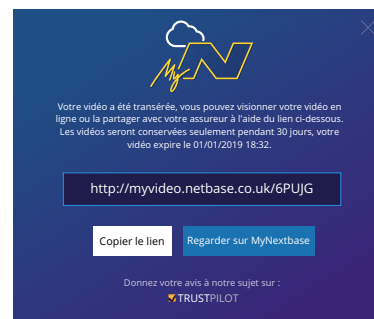 My N
Votre vidéo a été transérée, vous pouvez visionner votre vidéo en
ligne ou la partager avec votre assureur à l'aide du lien ci-dessous.
Les vidéos seront conservées seulement pendant 30 jours, votre
vidéo expire le 01/01/2019 18:32.
http://myvideo.netbase.co.uk/6PUJG
Copier le lien
Regarder sur MyNextbase
Donnez votre avis à notre sujet sur :
TRUSTPILOT